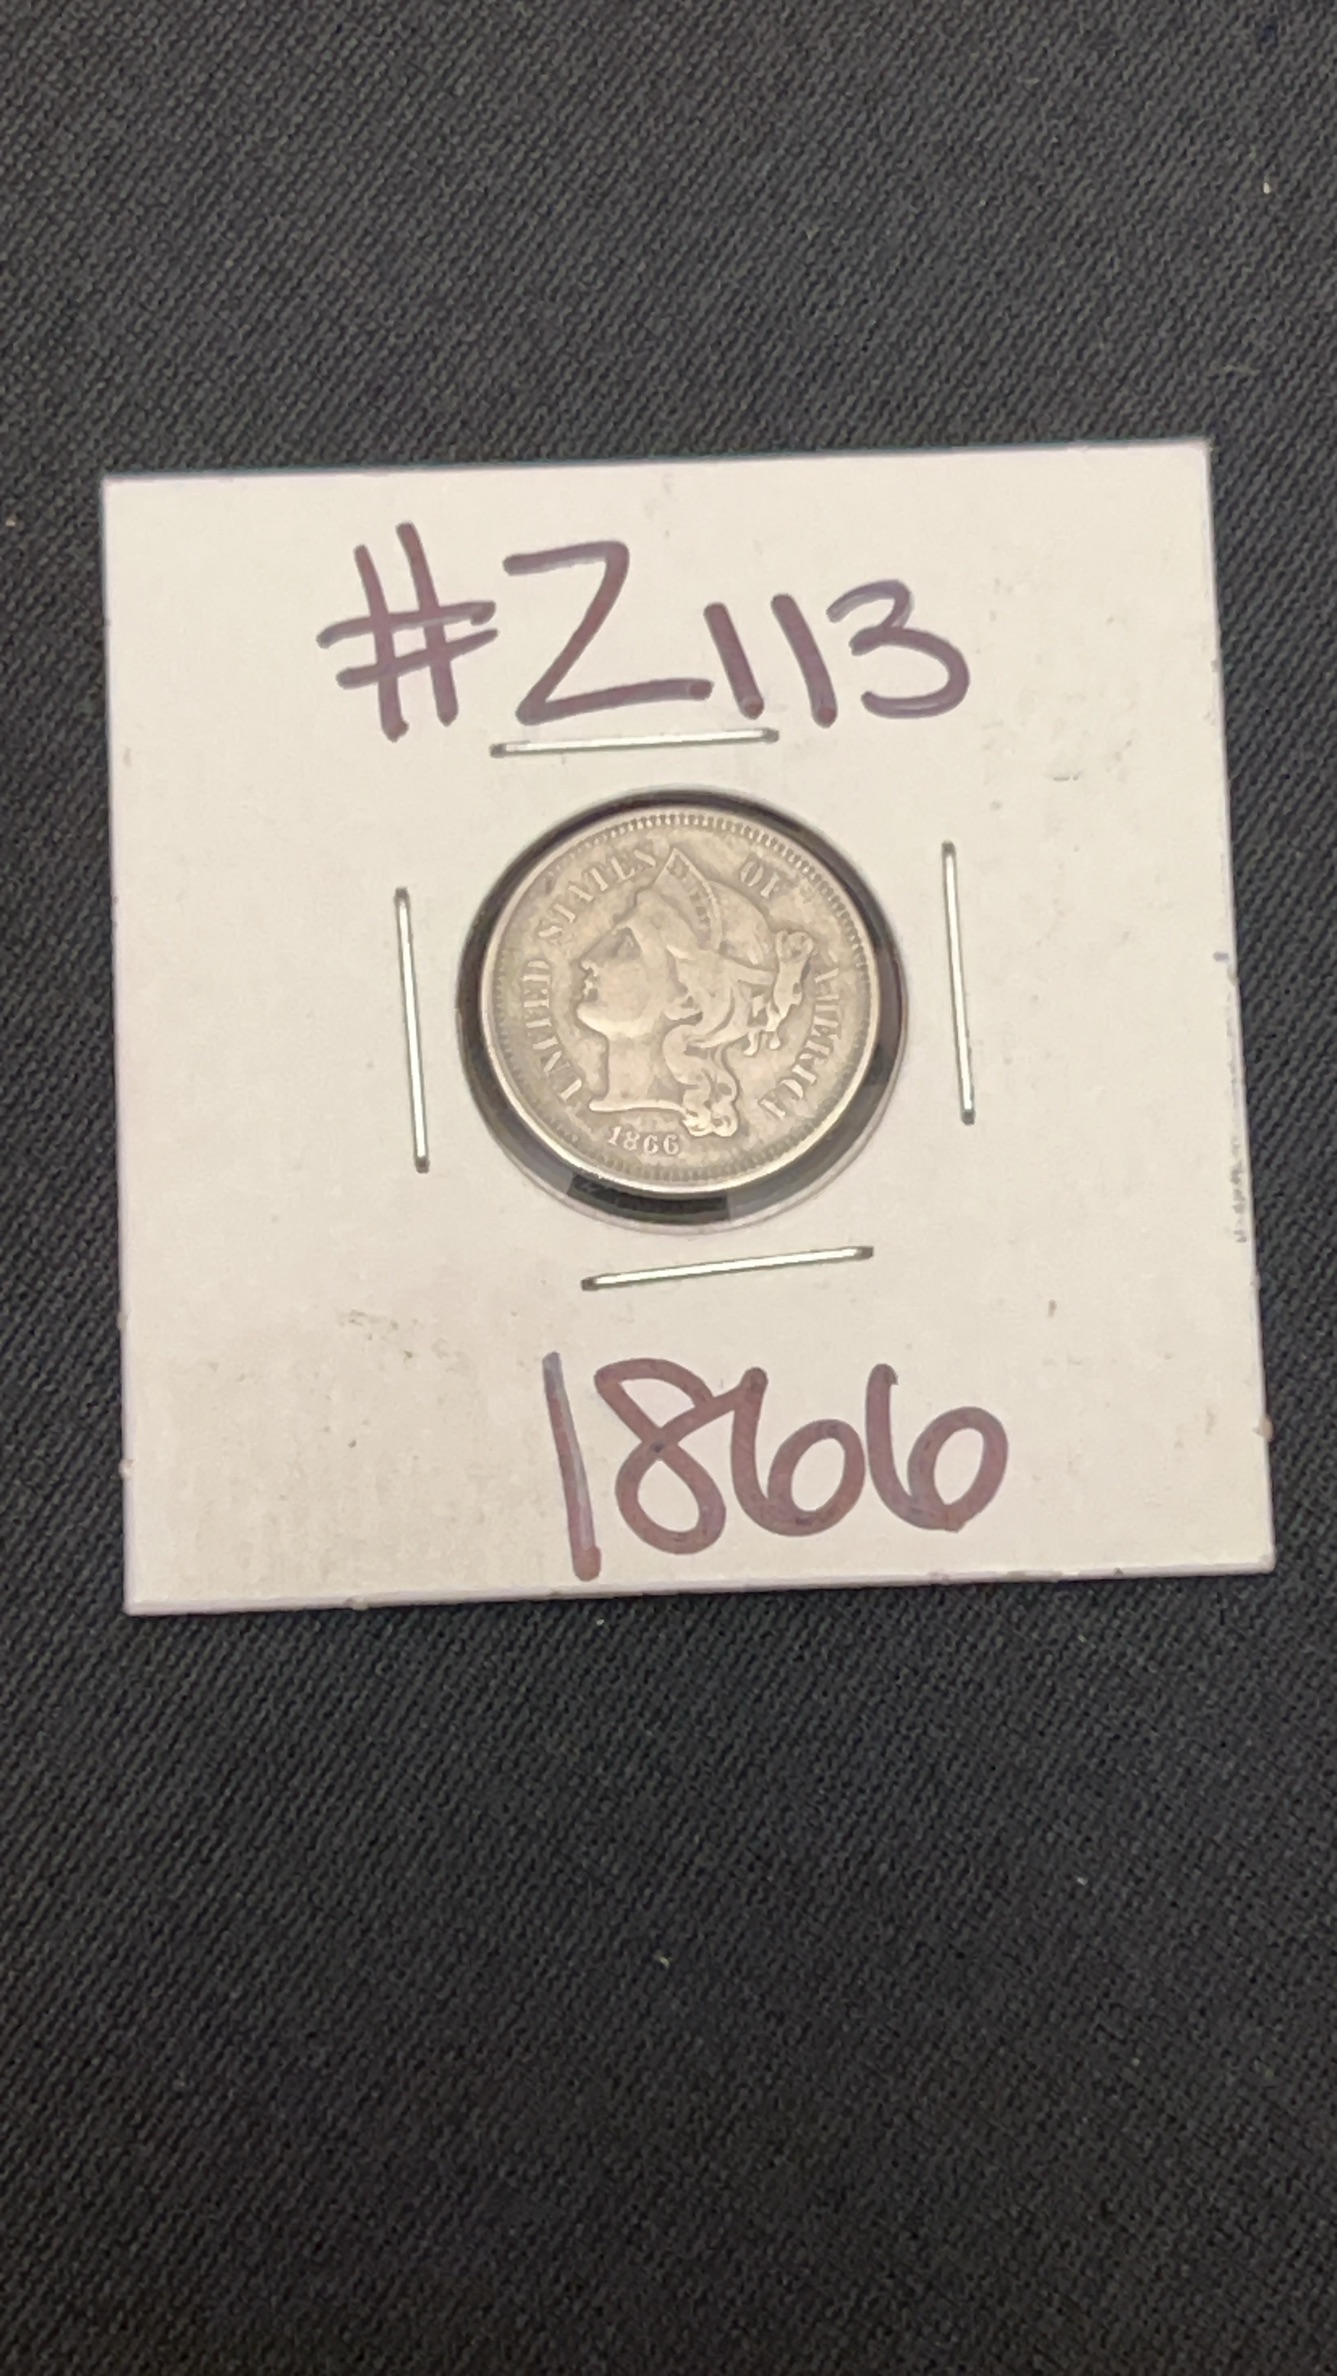 #Z113
UNITED STATES OF AMERICA
1866
1866